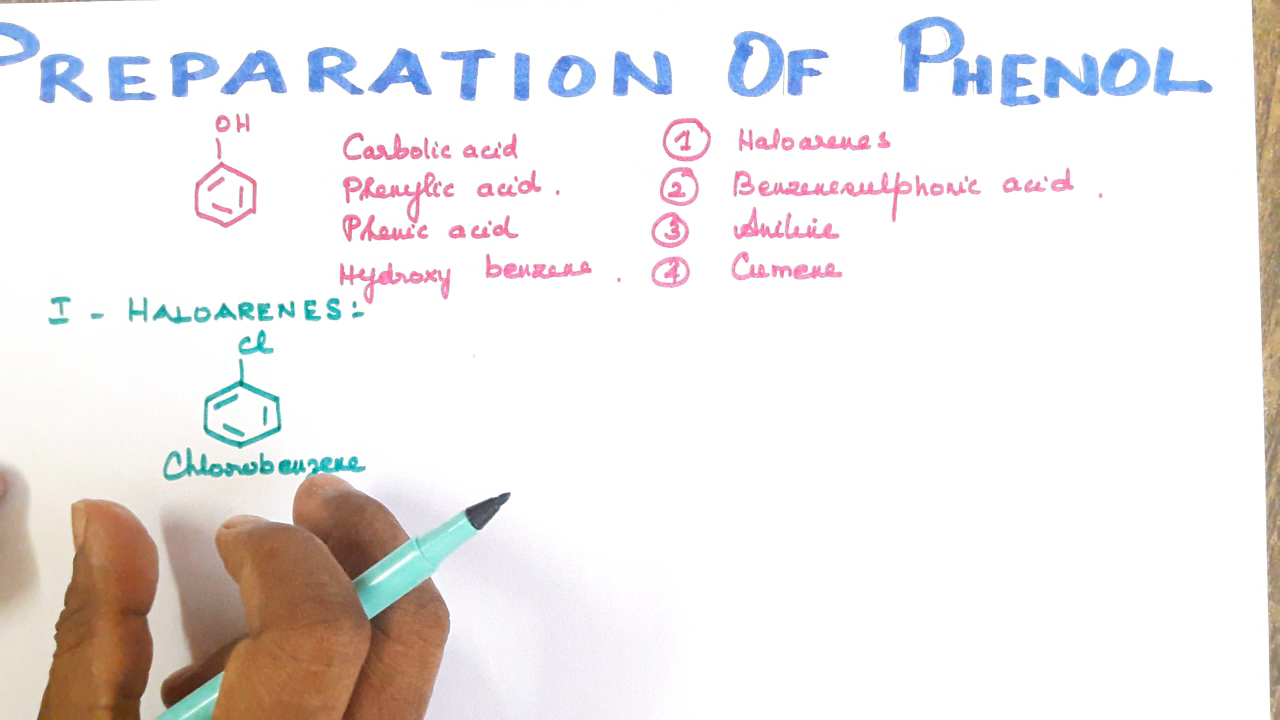 PREPARATION OF PHENOL
OH
Carbolic acid
Phenylic acid.
Phenic acid
Hydroxy benzene.
1 Haloarenes
2 Benzenesulphonic acid.
3 Aniline
4 Cumene
I - HALOARENES:-
Cl
Chlorobenzene